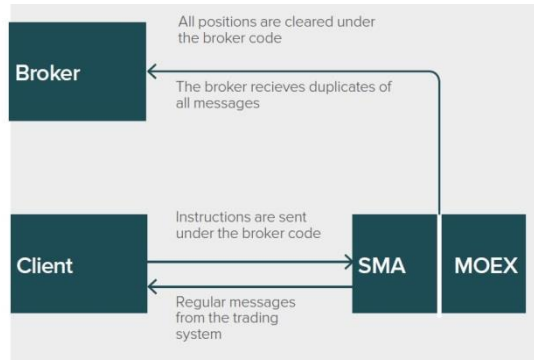 All positions are cleared under
the broker code
Broker
The broker recieves duplicates of
all messages
Instructions are sent
under the broker code
Client
SMA
MOEX
Regular messages
from the trading
system